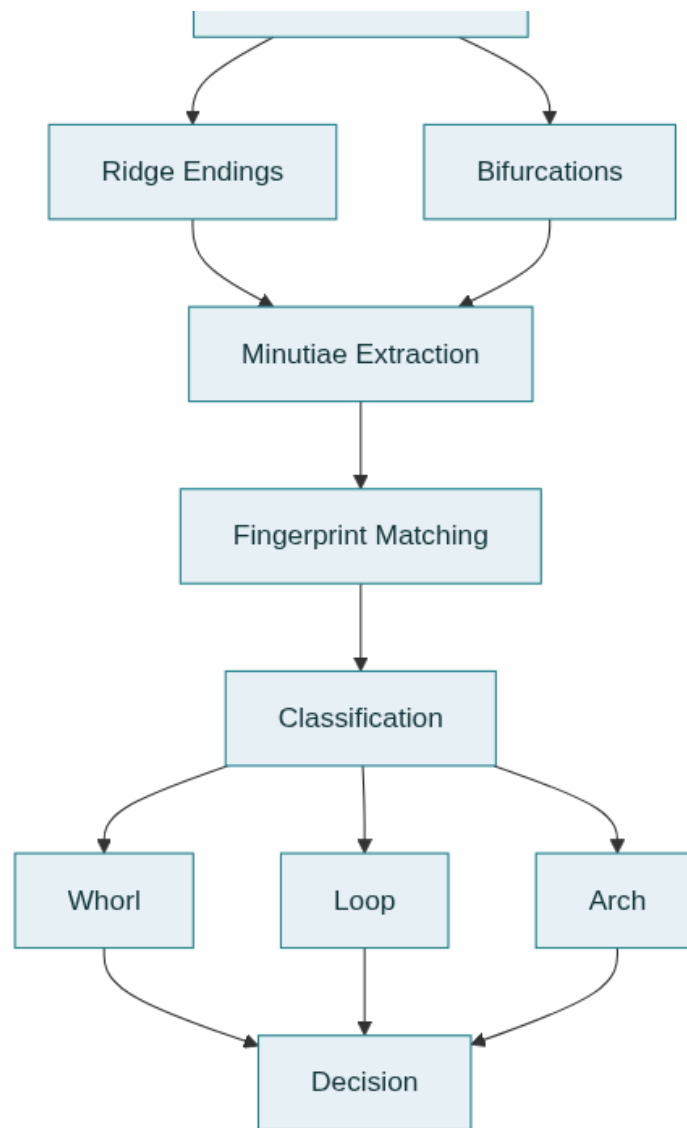 Ridge Endings
Bifurcations
Minutiae Extraction
Fingerprint Matching
Classification
Whorl
Loop
Arch
Decision